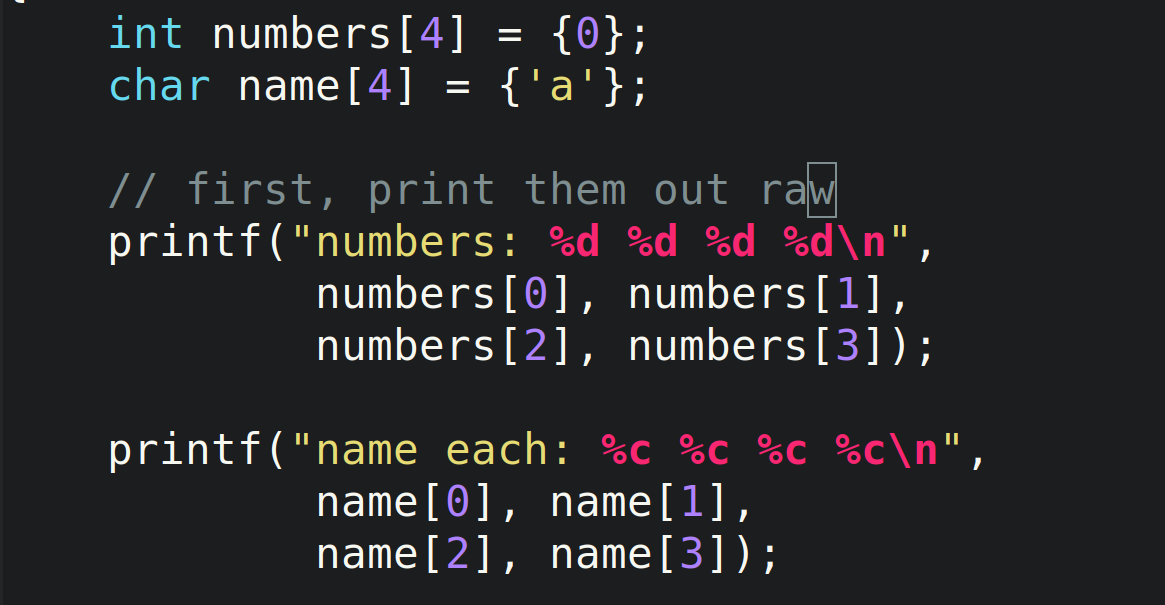 int numbers[4] = {0};
char name[4] = {'a'};
// first, print them out raw
printf("numbers: %d %d %d %d\n",
numbers[0], numbers[1],
numbers[2], numbers[3]);
printf("name each: %c %c %c %c\n",
name[0], name[1],
name[2], name[3]);